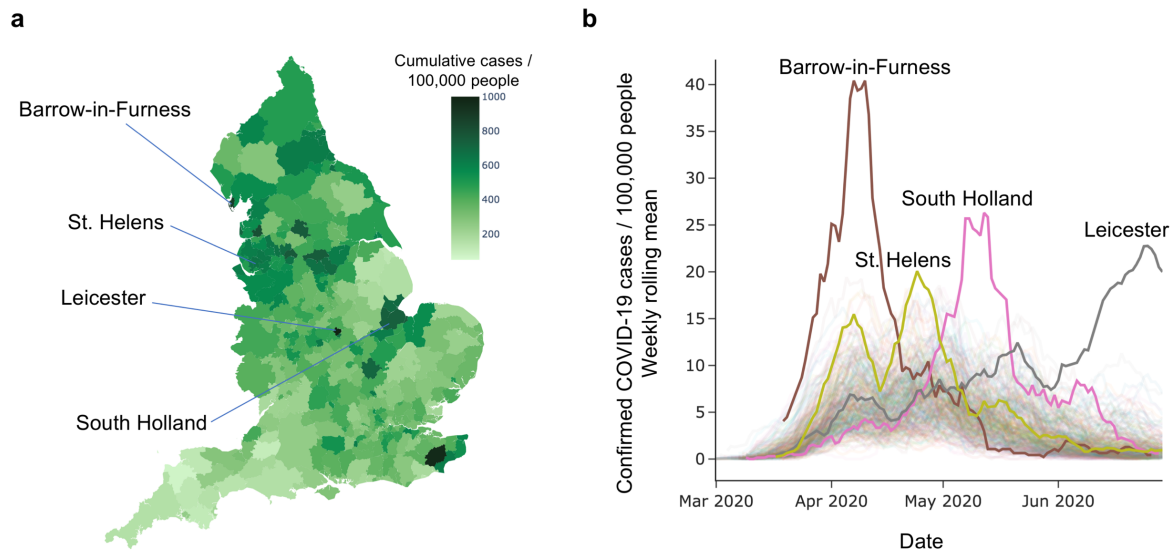 a
Cumulative cases /
100,000 people
1000
800
600
400
200
Barrow-in-Furness
St. Helens
Leicester
South Holland
b
Confirmed COVID-19 cases / 100,000 people
Weekly rolling mean
40
35
30
25
20
15
10
5
0
Barrow-in-Furness
South Holland
Leicester
St. Helens
Mar 2020
Apr 2020
May 2020
Jun 2020
Date